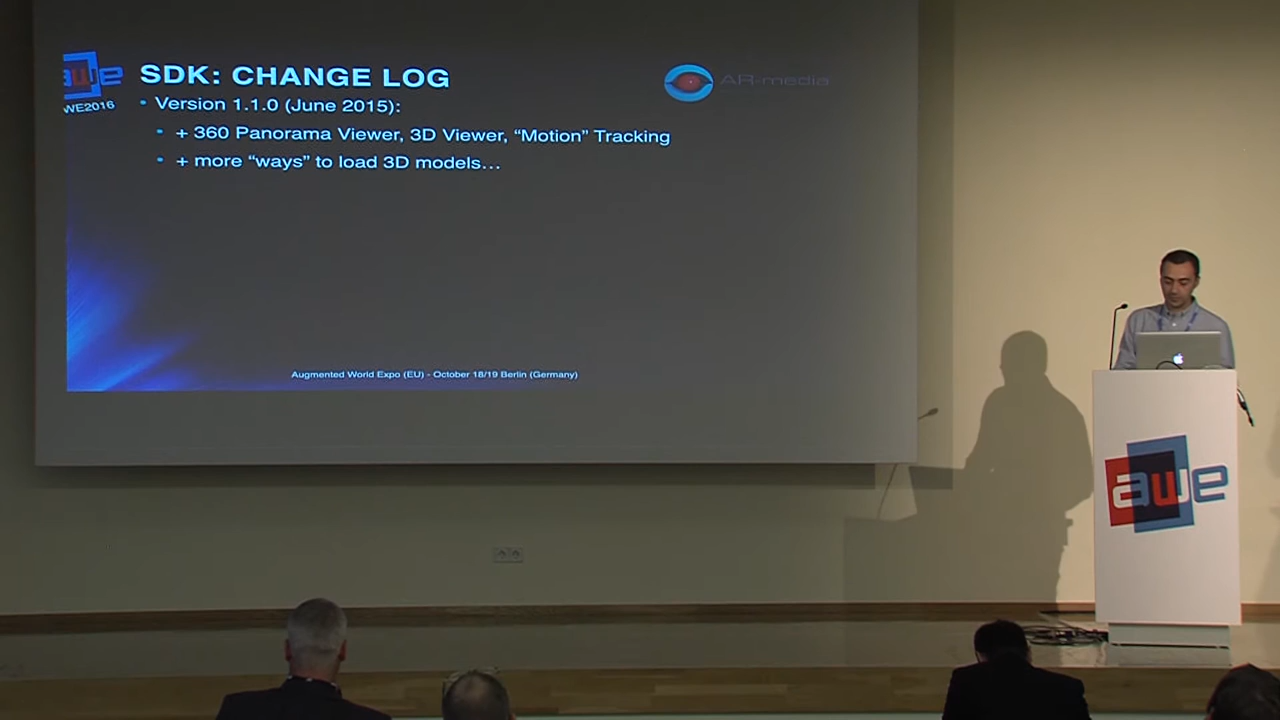 awe
WE2016
SDK: CHANGE LOG
AR-media
• Version 1.1.0 (June 2015):
• + 360 Panorama Viewer, 3D Viewer, “Motion” Tracking
• + more “ways” to load 3D models…
Augmented World Expo (EU) - October 18/19 Berlin (Germany)
awe